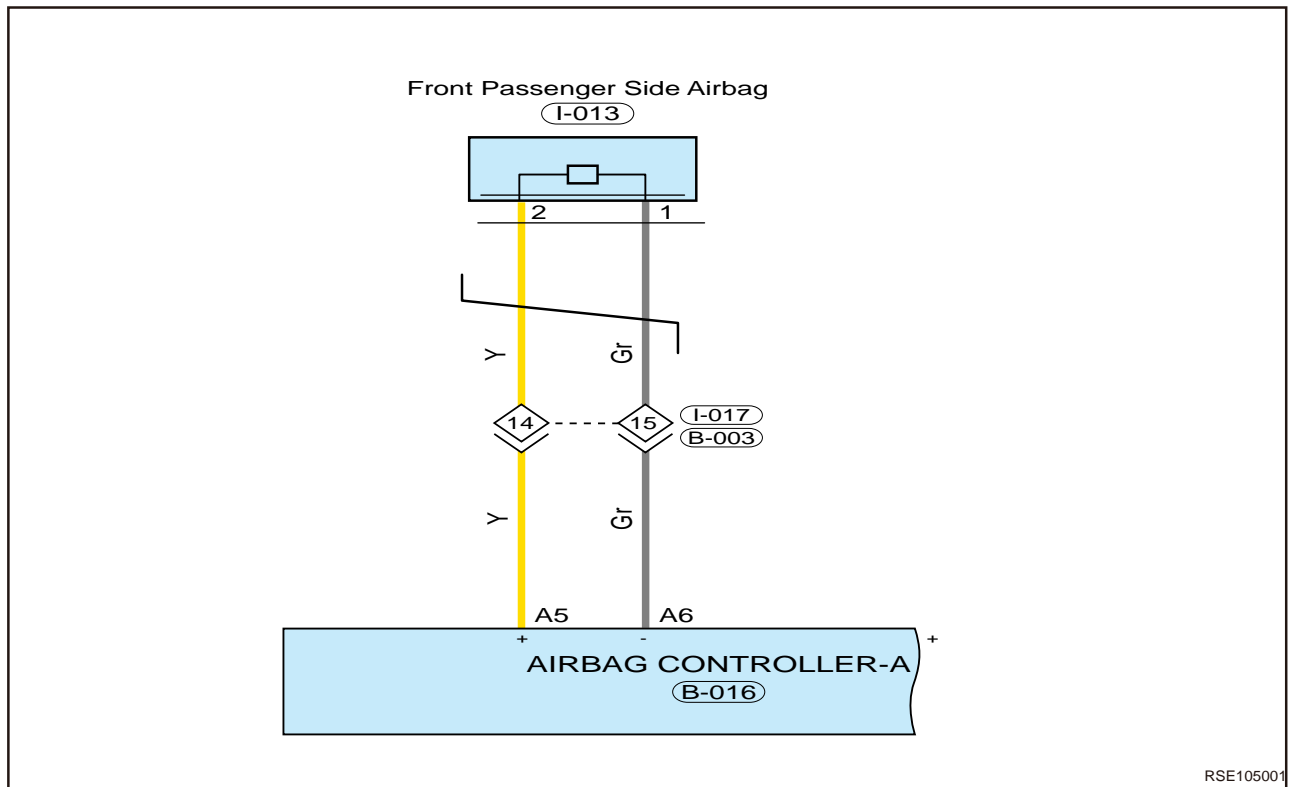 Front Passenger Side Airbag
I-013
2 1
Y Gr
14 15 I-017
B-003
Y Gr
A5 A6
+ - +
AIRBAG CONTROLLER-A
B-016
RSE105001